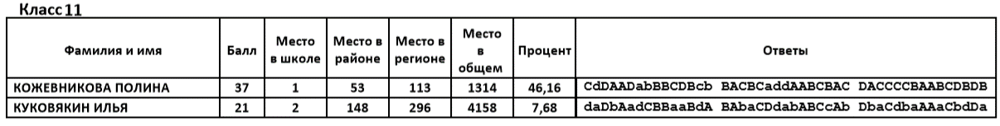 Класс 11
Фамилия и имя Балл Место в школе Место в районе Место в регионе Место в общем Процент Ответы
КОЖЕВНИКОВА ПОЛИНА 37 1 53 113 1314 46,16 CdDAADabBBCDBcb BACBCaddAABCBAC DACCCCBAABCDBDB
КУКОВЯКИН ИЛЬЯ 21 2 148 296 4158 7,68 daDbAadCBBaaBdA BAbaCDdabABCcAb DbaCdbaAAaCbdDa